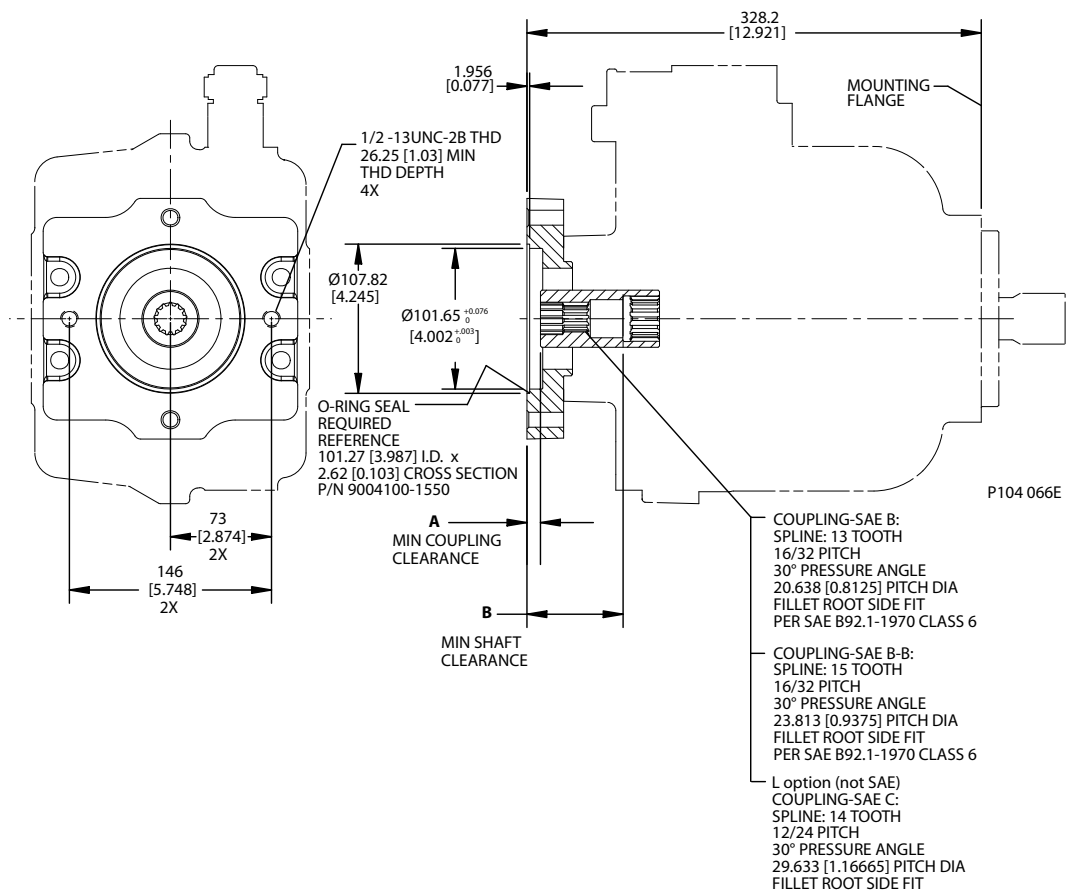 328.2
[12.921]
1.956
[0.077]
MOUNTING
FLANGE
1/2 -13UNC-2B THD
26.25 [1.03] MIN
THD DEPTH
4X
Ø107.82
[4.245]
Ø101.65 +0.076 0
[4.002 +.003 0]
O-RING SEAL
REQUIRED
REFERENCE
101.27 [3.987] I.D. x
2.62 [0.103] CROSS SECTION
P/N 9004100-1550
P104 066E
73
[2.874]
2X
146
[5.748]
2X
A
MIN COUPLING
CLEARANCE
B
MIN SHAFT
CLEARANCE
COUPLING-SAE B:
SPLINE: 13 TOOTH
16/32 PITCH
30° PRESSURE ANGLE
20.638 [0.8125] PITCH DIA
FILLET ROOT SIDE FIT
PER SAE B92.1-1970 CLASS 6
COUPLING-SAE B-B:
SPLINE: 15 TOOTH
16/32 PITCH
30° PRESSURE ANGLE
23.813 [0.9375] PITCH DIA
FILLET ROOT SIDE FIT
PER SAE B92.1-1970 CLASS 6
L option (not SAE)
COUPLING-SAE C:
SPLINE: 14 TOOTH
12/24 PITCH
30° PRESSURE ANGLE
29.633 [1.16665] PITCH DIA
FILLET ROOT SIDE FIT